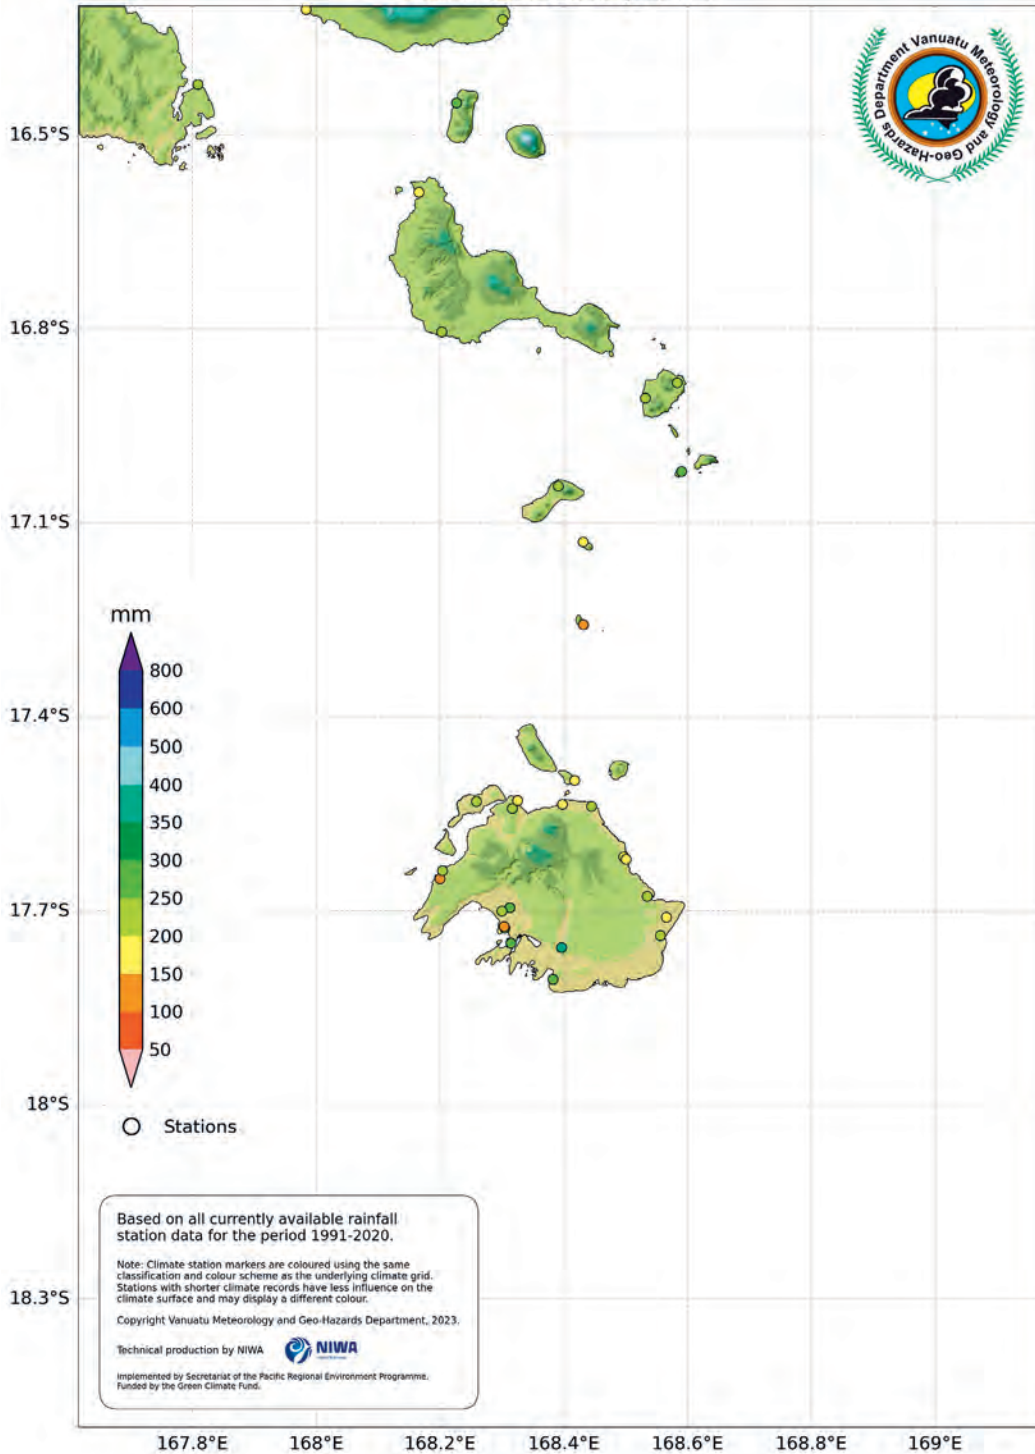 Vanuatu Meteorology and Geo-Hazards Department
16.5°S
16.8°S
17.1°S
17.4°S
17.7°S
18°S
18.3°S
mm
800
600
500
400
350
300
250
200
150
100
50
Stations
Based on all currently available rainfall
station data for the period 1991-2020.
Note: Climate station markers are coloured using the same
classification and colour scheme as the underlying climate grid.
Stations with shorter climate records have less influence on the
climate surface and may display a different colour.
Copyright Vanuatu Meteorology and Geo-Hazards Department, 2023.
Technical production by NIWA
NIWA
Implemented by Secretariat of the Pacific Regional Environment Programme.
Funded by the Green Climate Fund.
167.8°E 168°E 168.2°E 168.4°E 168.6°E 168.8°E 169°E